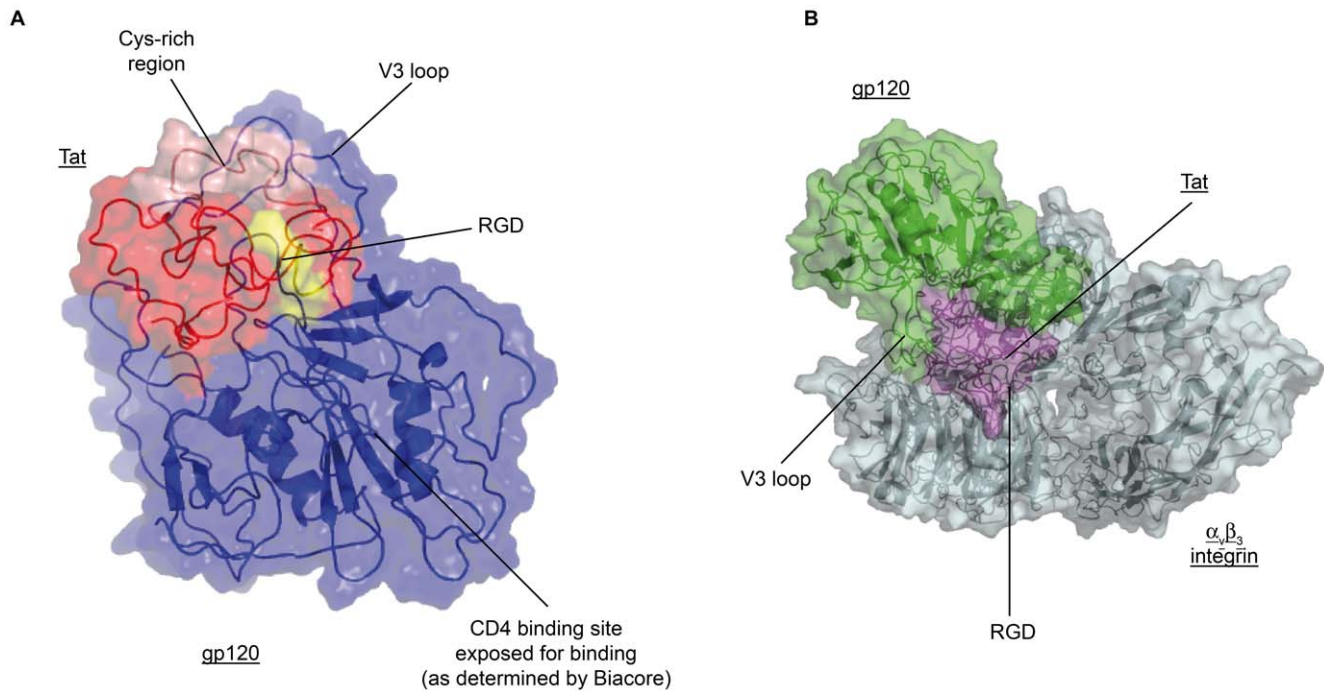 A
Cys-rich
region
V3 loop
Tat
RGD
CD4 binding site
exposed for binding
(as determined by Biacore)
gp120
B
gp120
Tat
V3 loop
αvβ3
integrin
RGD